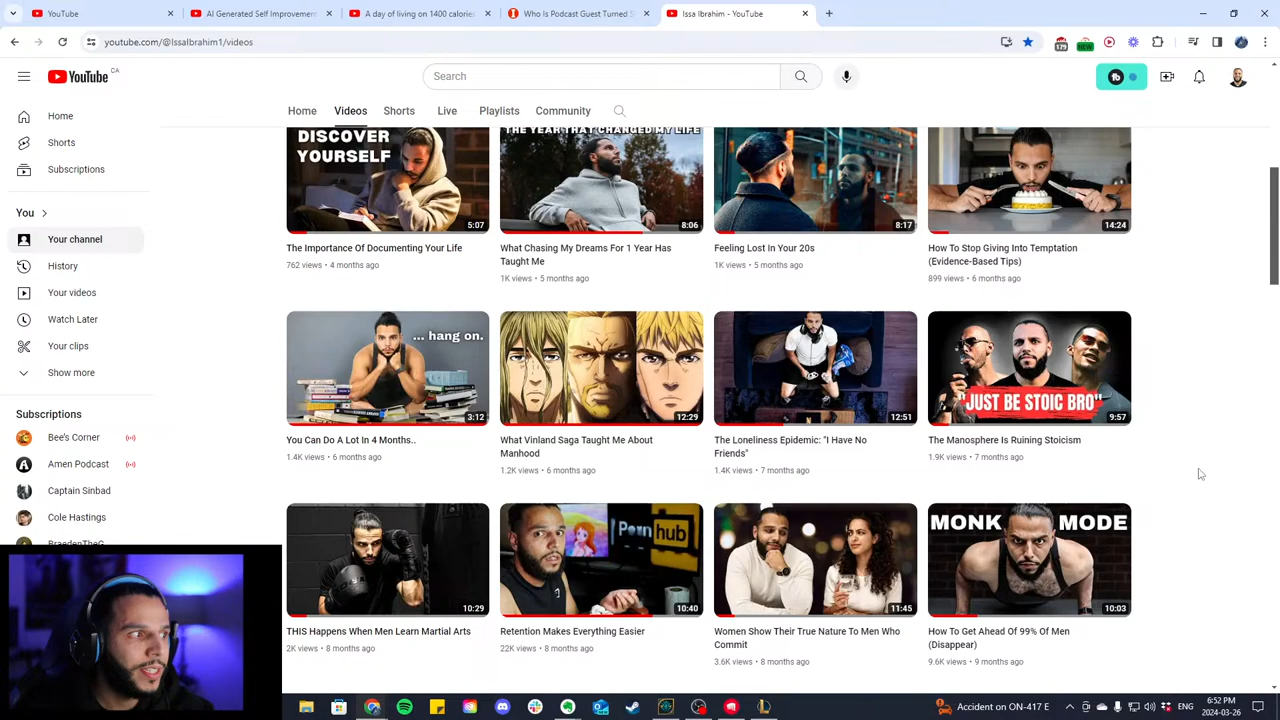 YouTube
AI Generated Self Improvement
A day of living on 1400 calories
Who Is Podcast Guest Turned S
Issa Ibrahim - YouTube
youtube.com/@IssaIbrahim1/videos
179
NEW
YouTube CA
Search
Home
Videos
Shorts
Live
Playlists
Community
Home
Shorts
Subscriptions
You
Your channel
History
Your videos
Watch Later
Your clips
Show more
Subscriptions
Bee's Corner
Amen Podcast
Captain Sinbad
Cole Hastings
BraedenTheG
DISCOVER
YOURSELF
5:07
The Importance Of Documenting Your Life
762 views • 4 months ago
THE YEAR THAT CHANGED MY LIFE
8:06
What Chasing My Dreams For 1 Year Has
Taught Me
1K views • 5 months ago
8:17
Feeling Lost In Your 20s
1K views • 5 months ago
14:24
How To Stop Giving Into Temptation
(Evidence-Based Tips)
899 views • 6 months ago
... hang on.
3:12
You Can Do A Lot In 4 Months..
1.4K views • 6 months ago
12:29
What Vinland Saga Taught Me About
Manhood
1.2K views • 6 months ago
12:51
The Loneliness Epidemic: "I Have No
Friends"
1.4K views • 7 months ago
"JUST BE STOIC BRO"
9:57
The Manosphere Is Ruining Stoicism
1.9K views • 7 months ago
10:29
THIS Happens When Men Learn Martial Arts
2K views • 8 months ago
Pornhub
10:40
Retention Makes Everything Easier
22K views • 8 months ago
11:45
Women Show Their True Nature To Men Who
Commit
3.6K views • 8 months ago
MONK MODE
10:03
How To Get Ahead Of 99% Of Men
(Disappear)
9.6K views • 9 months ago
Accident on ON-417 E
ENG
6:52 PM
2024-03-26